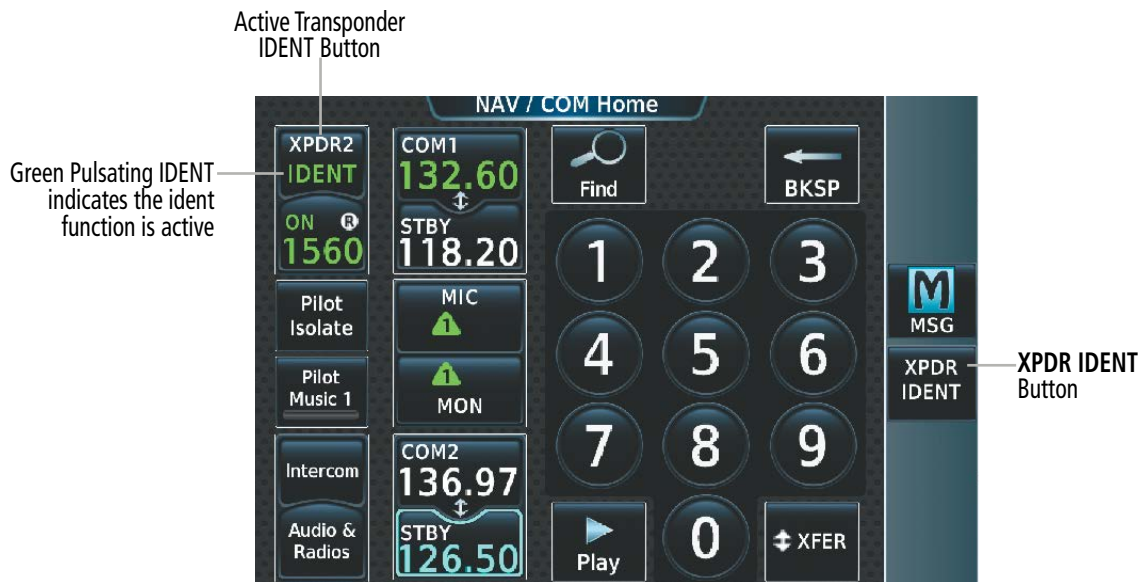 Active Transponder
IDENT Button
Green Pulsating IDENT
indicates the ident
function is active
NAV / COM Home
XPDR2
IDENT
ON R
1560
COM1
132.60
STBY
118.20
Find
BKSP
Pilot
Isolate
MIC
1
Pilot
Music 1
1
MON
Intercom
Audio &
Radios
COM2
136.97
STBY
126.50
1
2
3
4
5
6
7
8
9
Play
0
XFER
M
MSG
XPDR
IDENT
XPDR IDENT
Button